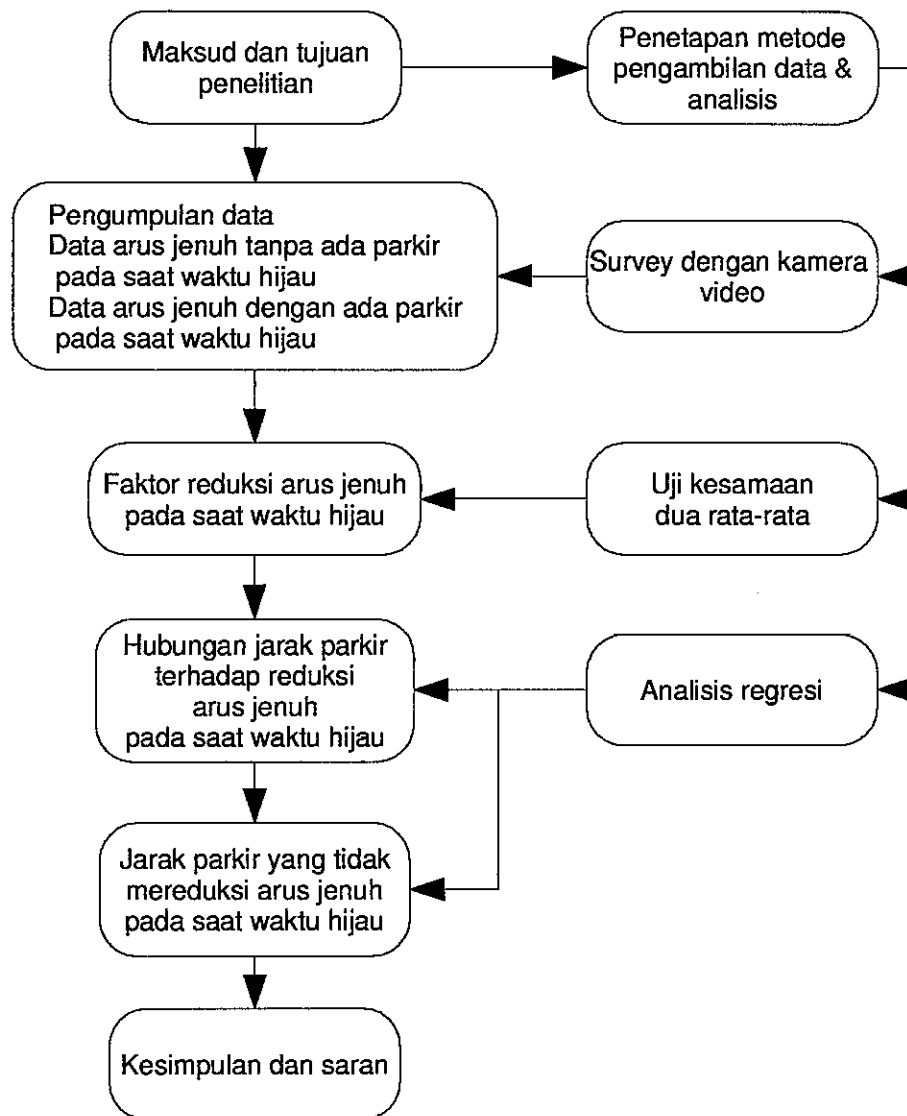 Maksud dan tujuan
penelitian
Penetapan metode
pengambilan data &
analisis
Pengumpulan data
Data arus jenuh tanpa ada parkir
pada saat waktu hijau
Data arus jenuh dengan ada parkir
pada saat waktu hijau
Survey dengan kamera
video
Faktor reduksi arus jenuh
pada saat waktu hijau
Uji kesamaan
dua rata-rata
Hubungan jarak parkir
terhadap reduksi
arus jenuh
pada saat waktu hijau
Analisis regresi
Jarak parkir yang tidak
mereduksi arus jenuh
pada saat waktu hijau
Kesimpulan dan saran